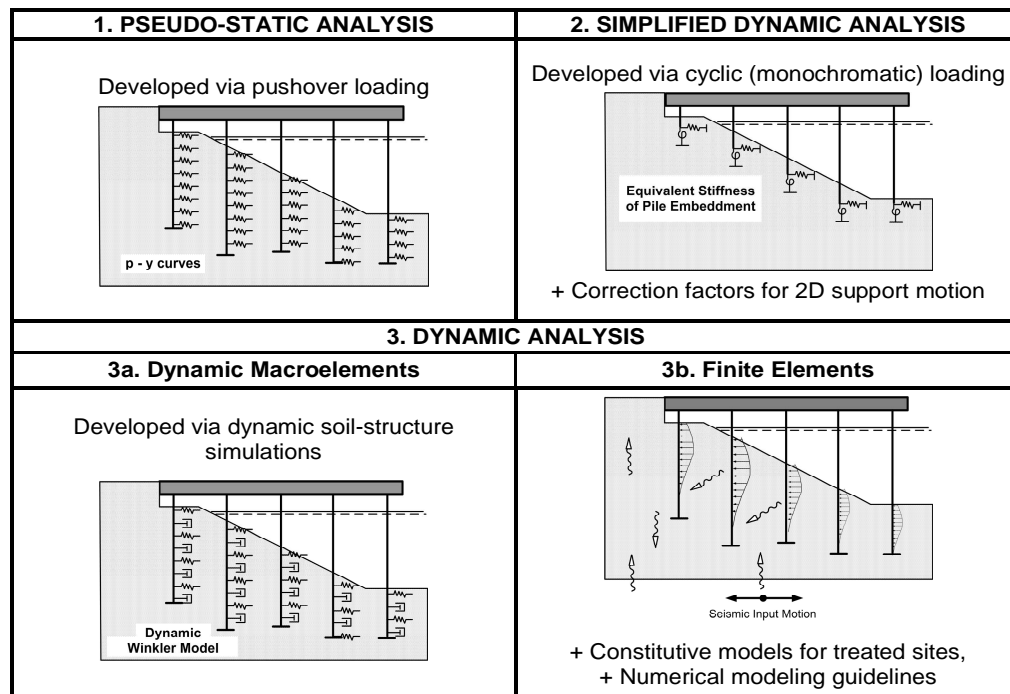 1. PSEUDO-STATIC ANALYSIS
2. SIMPLIFIED DYNAMIC ANALYSIS
Developed via pushover loading
p - y curves
Developed via cyclic (monochromatic) loading
Equivalent Stiffness
of Pile Embeddment
+ Correction factors for 2D support motion
3. DYNAMIC ANALYSIS
3a. Dynamic Macroelements
3b. Finite Elements
Developed via dynamic soil-structure
simulations
Dynamic
Winkler Model
Seismic Input Motion
+ Constitutive models for treated sites,
+ Numerical modeling guidelines